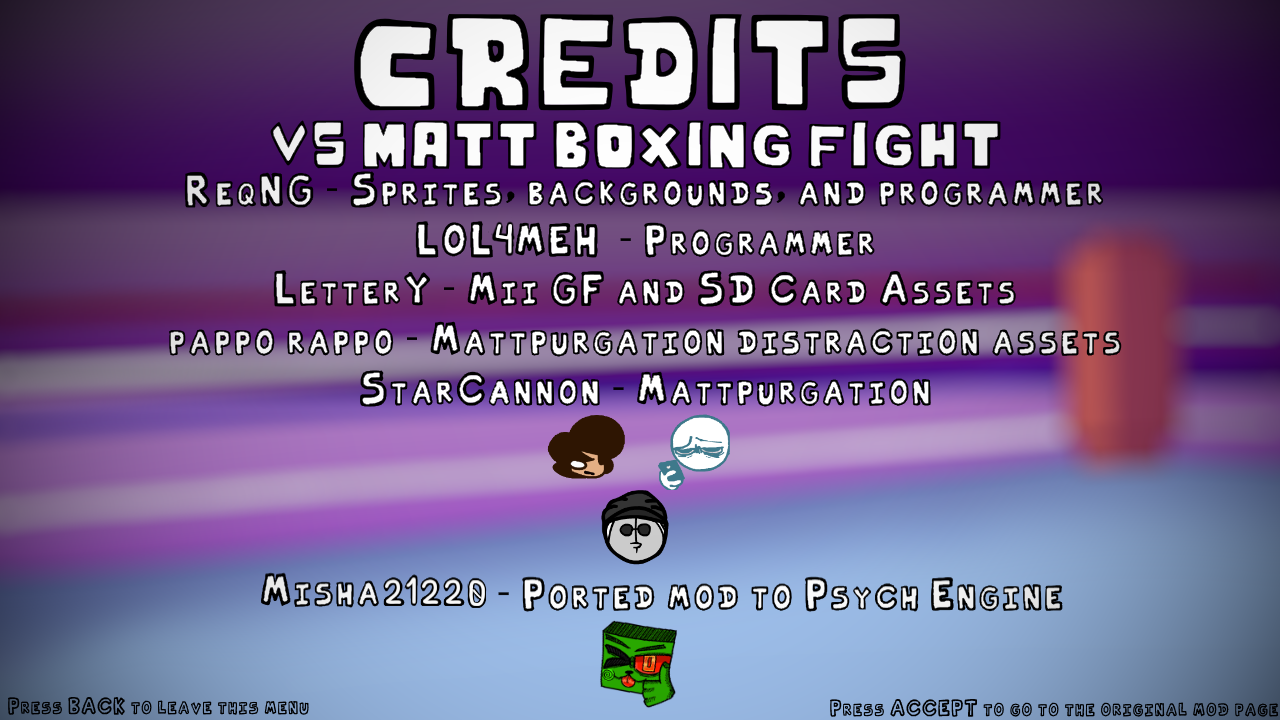 CREDITS
VS MATT BOXING FIGHT
ReqNG - Sprites, backgrounds, and programmer
LOL4MEH - Programmer
LetterY - Mii GF and SD Card Assets
pappo rappo - Mattpurgation distraction assets
StarCannon - Mattpurgation
Misha21220 - Ported mod to Psych Engine
Press BACK to leave this menu
Press ACCEPT to go to the original mod page